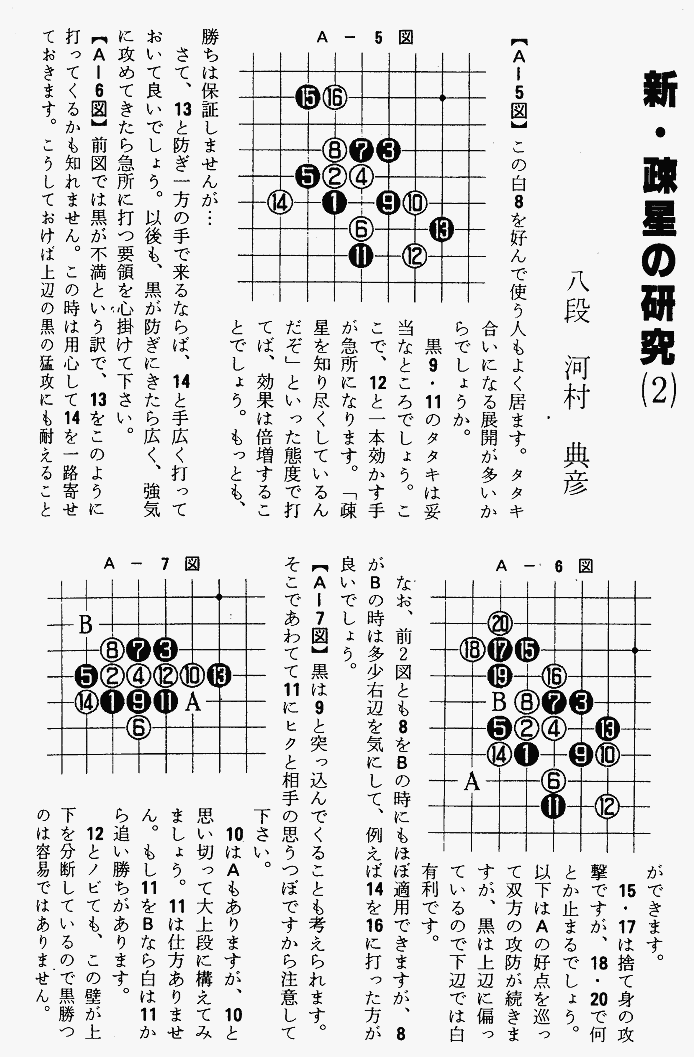 新・疎星の研究(2)
八段　河村　典彦
【A－5図】この白8を好んで使う人もよく居ます。タタキ
合いになる展開が多いか
らでしょうか。
黒9・11のタタキは妥
当なところでしょう。こ
こで、12と一本効かす手
が急所になります。「疎
星を知り尽くしているん
だぞ」といった態度で打
てば、効果は倍増するこ
とでしょう。もっとも、
勝ちは保証しませんが…
さて、13と防ぎ一方の手で来るならば、14と手広く打って
おいて良いでしょう。以後も、黒が防ぎにきたら広く、強気
に攻めてきたら急所に打つ要領を心掛けて下さい。
【A－6図】前図では黒が不満という訳で、13をこのように
打ってくるかも知れません。この時は用心して14を一路寄せ
ておきます。こうしておけば上辺の黒の猛攻にも耐えること
A－5図
⑮⑯
⑧⑦③
⑤②④
⑭①⑨⑩
⑥⑬
⑪⑫
ができます。
15・17は捨て身の攻
撃ですが、18・20で何
とか止まるでしょう。
以下はAの好点を巡っ
て双方の攻防が続きま
すが、黒は上辺に偏っ
ているので下辺では白
有利です。
A－6図
⑳
⑱⑰⑮
⑲⑯
B⑧⑦③
⑤②④⑬
⑭①⑨⑩
A⑥
⑪⑫
なお、前2図とも8をBの時にもほぼ適用できますが、8
がBの時は多少右辺を気にして、例えば14を16に打った方が
良いでしょう。
【A－7図】黒は9と突っ込んでくることも考えられます。
そこであわてて11にヒクと相手の思うつぼですから注意して
下さい。
10はAもありますが、10と
思い切って大上段に構えてみ
ましょう。11は仕方ありませ
ん。もし11をBなら白は11か
ら追い勝ちがあります。
12とノビても、この壁が上
下を分断しているので黒勝つ
のは容易ではありません。
A－7図
B
⑧⑦③
⑤②④⑫⑩⑬
⑭①⑨⑪A
⑥